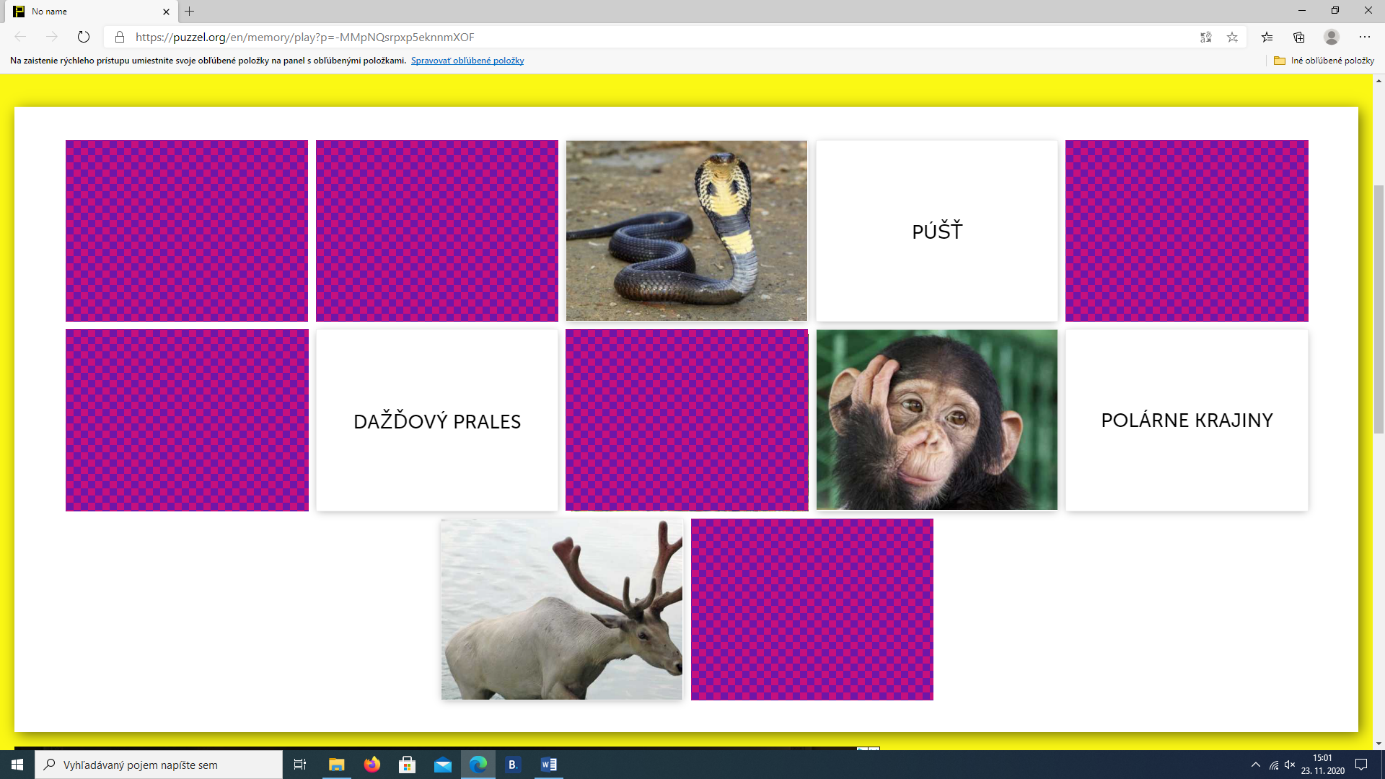 No name
https://puzzel.org/en/memory/play?p=-MMpNQsrpxp5eknnmXOF
Na zaistenie rýchleho prístupu umiestnite svoje obľúbené položky na panel s obľúbenými položkami. Spravovať obľúbené položky
Iné obľúbené položky
PÚŠŤ
DAŽĎOVÝ PRALES
POLÁRNE KRAJINY
Vyhľadávaný pojem napíšte sem
B.
15:01
23. 11. 2020